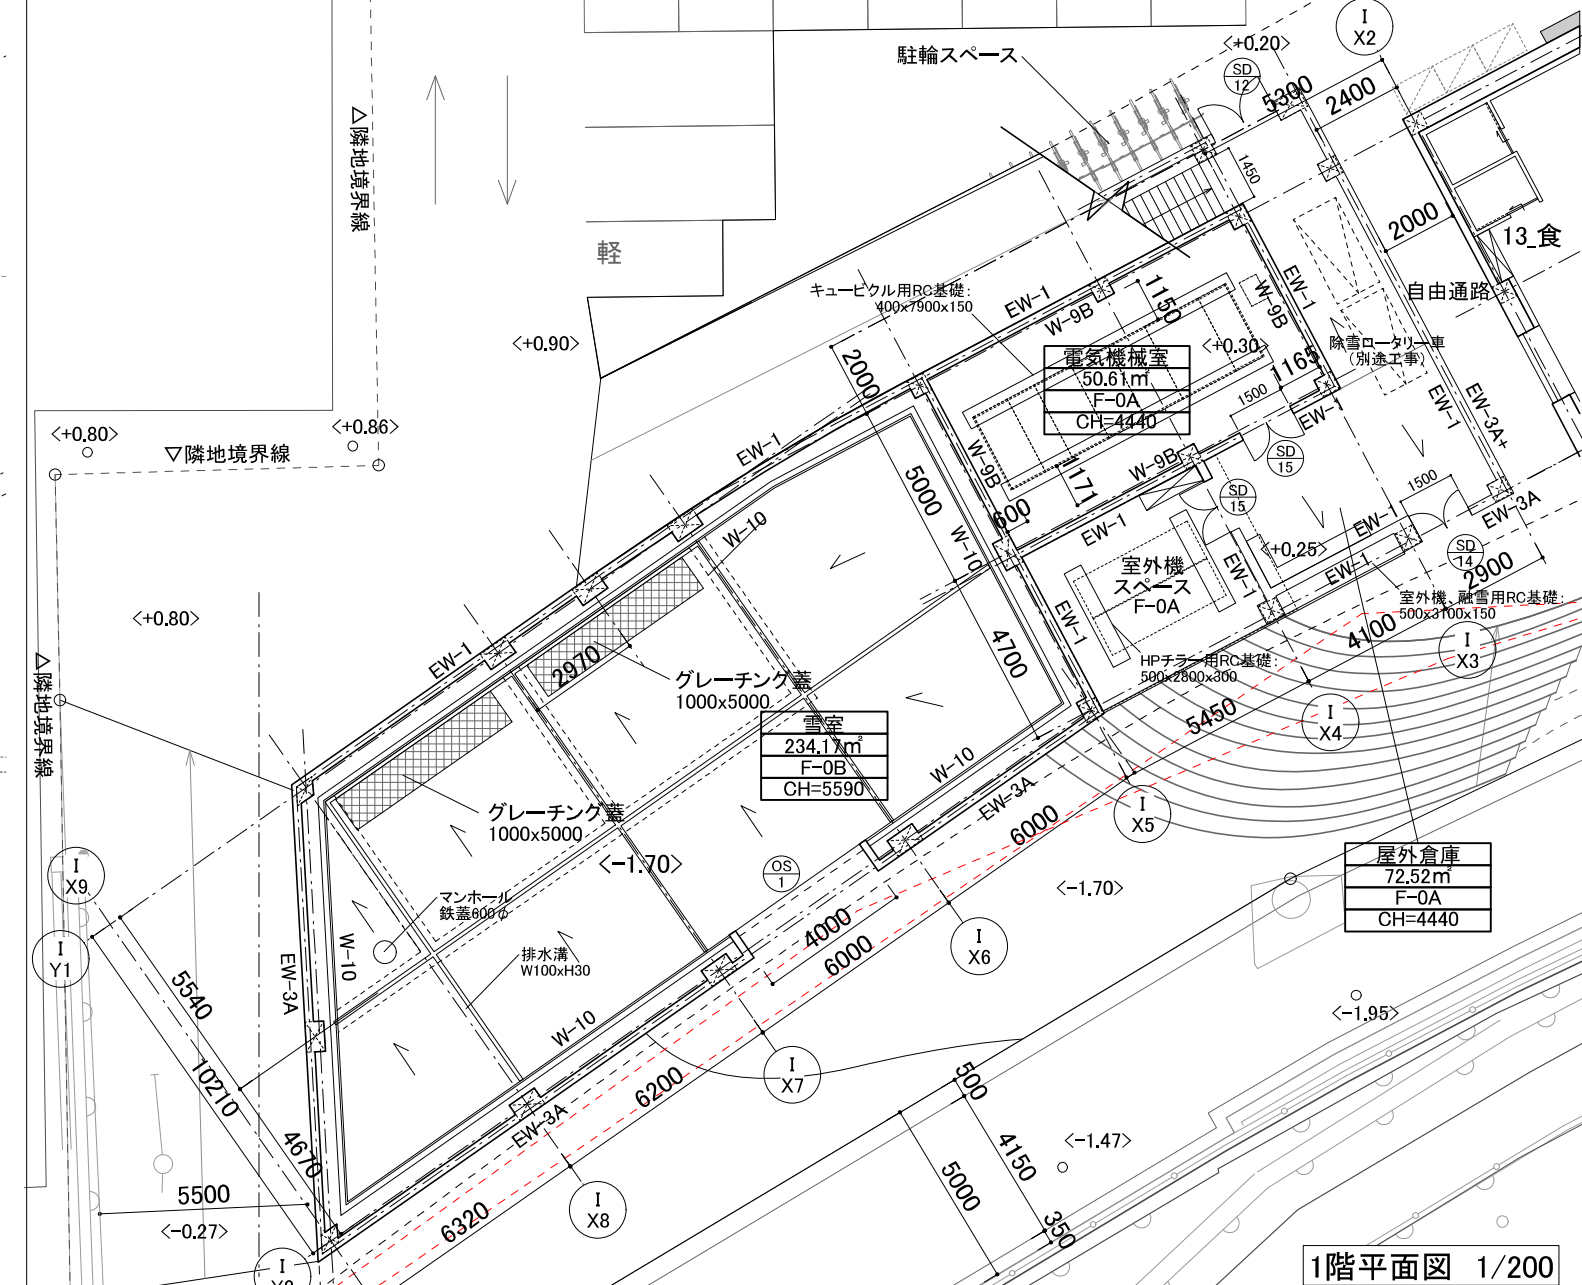 I
X2
<+0.20>
SD
12
駐輪スペース
5300
2400
△隣地境界線
1450
2000
13_食
軽
自由通路
キュービクル用RC基礎:
400x7900x150
EW-1
W-9B
1150
EW-1
W-9B
<+0.90>
2000
電気機械室
50.61㎡
F-0A
CH=4440
<+0.30>
除雪ロータリー車
(別途工事)
1165
1500
EW-1
EW-1
EW-3A+
<+0.80>
<+0.86>
▽隣地境界線
EW-1
W-9B
W-9B
1171
SD
15
SD
15
1500
5000
600
EW-1
EW-1
EW-3A
W-10
W-10
<+0.25>
SD
14
室外機
スペース
F-0A
EW-1
EW-1
2900
室外機、融雪用RC基礎:
500x3100x150
<+0.80>
EW-1
4700
EW-1
4100
I
X3
△隣地境界線
2970
グレーチング蓋
1000x5000
HPチラー用RC基礎:
500x2800x300
雪室
234.17㎡
F-0B
CH=5590
5450
I
X4
W-10
EW-3A
グレーチング蓋
1000x5000
6000
I
X5
<-1.70>
OS
1
屋外倉庫
72.52㎡
F-0A
CH=4440
I
X9
<-1.70>
マンホール
鉄蓋600φ
I
Y1
W-10
EW-3A
排水溝
W100xH30
4000
6000
I
X6
5540
<-1.95>
W-10
10210
6200
I
X7
500
EW-3A
4670
4150
<-1.47>
5000
5500
<-0.27>
6320
I
X8
350
I
1階平面図 1/200